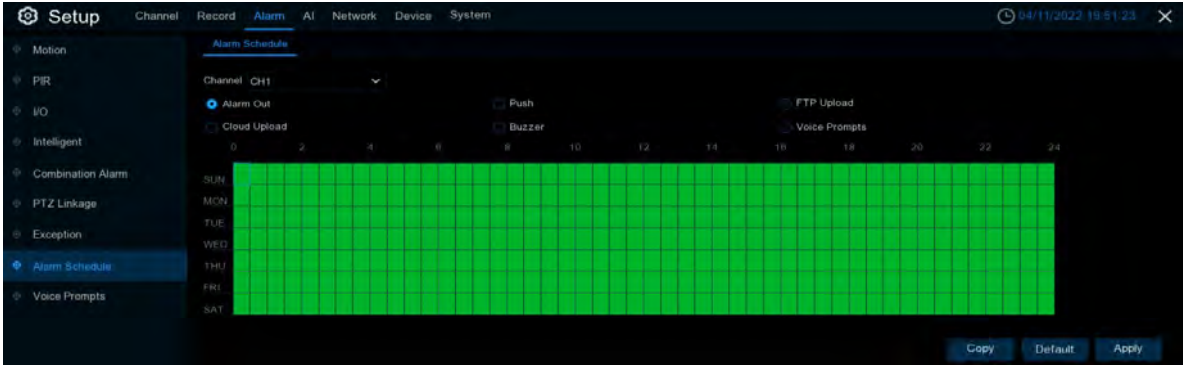 Setup Channel Record Alarm AI Network Device System 04/11/2022 19:51:23
Alarm Schedule
Motion
PIR
I/O
Intelligent
Combination Alarm
PTZ Linkage
Exception
Alarm Schedule
Voice Prompts
Channel CH1
Alarm Out Push FTP Upload
Cloud Upload Buzzer Voice Prompts
0 2 4 6 8 10 12 14 16 18 20 22 24
SUN
MON
TUE
WED
THU
FRI
SAT
Copy Default Apply